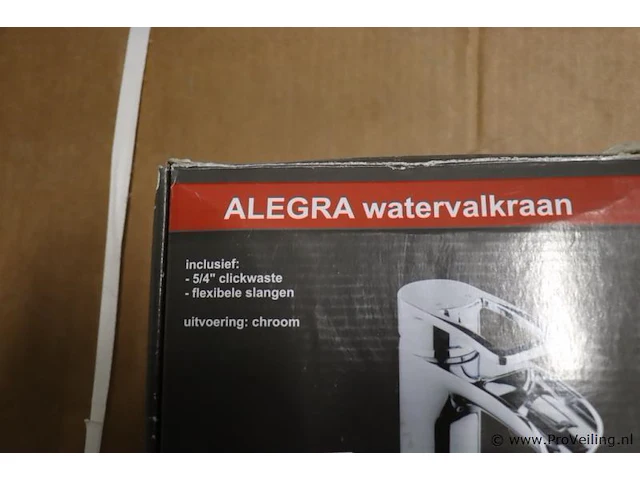 ALEGRA watervalkraan
inclusief:
- 5/4" clickwaste
- flexibele slangen
uitvoering: chroom
© www.ProVeiling.nl